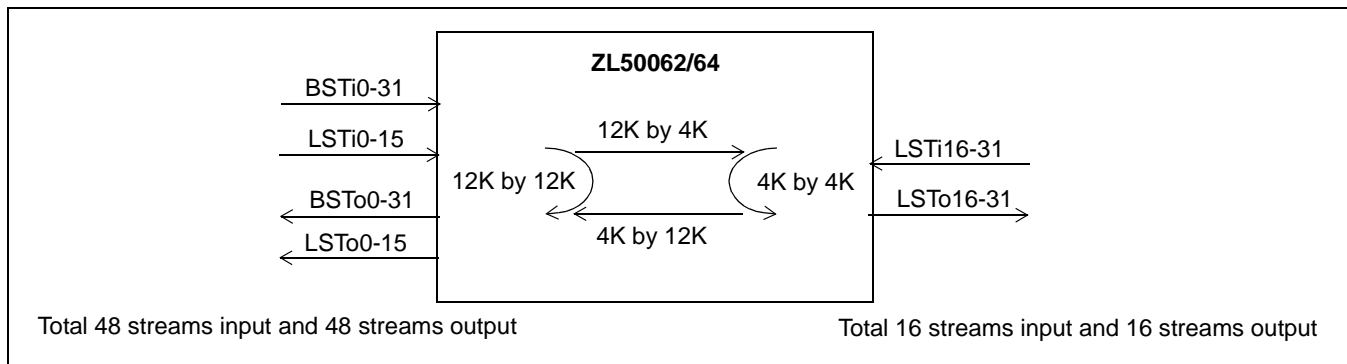 ZL50062/64
BSTi0-31
LSTi0-15
BSTo0-31
LSTo0-15
12K by 4K
12K by 12K
4K by 4K
4K by 12K
LSTi16-31
LSTo16-31
Total 48 streams input and 48 streams output
Total 16 streams input and 16 streams output